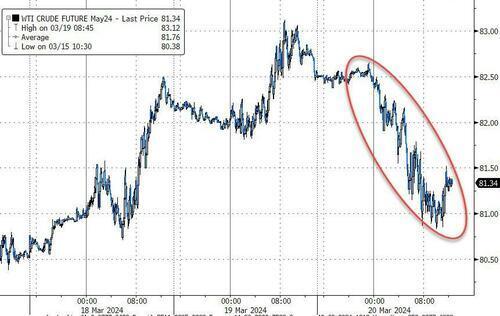 WTI CRUDE FUTURE May24 - Last Price 81.34
High on 03/19 08:45 83.12
Average 81.76
Low on 03/15 10:30 80.38
83.00
82.50
82.00
81.50
81.34
81.00
80.50
00:00 08:00 00:00 08:00 00:00 08:00
18 Mar 2024 19 Mar 2024 20 Mar 2024